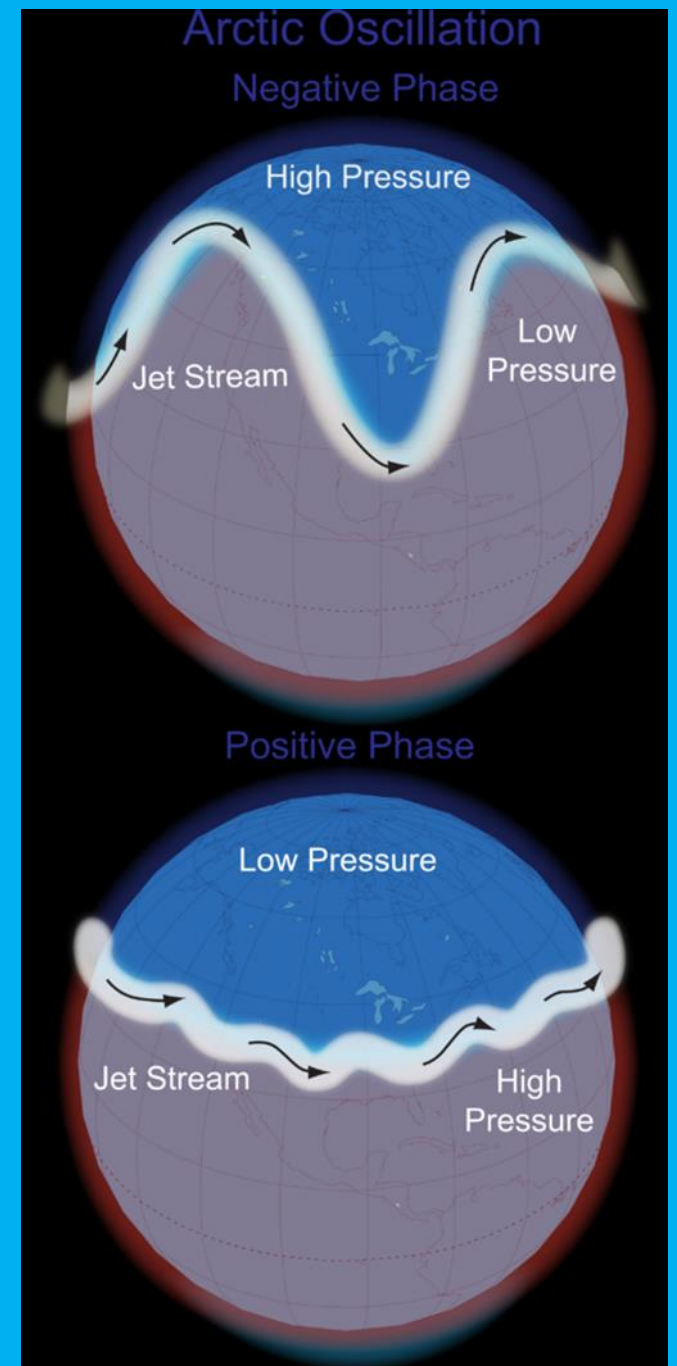 Arctic Oscillation
Negative Phase
High Pressure
Jet Stream
Low
Pressure
Positive Phase
Low Pressure
Jet Stream
High
Pressure